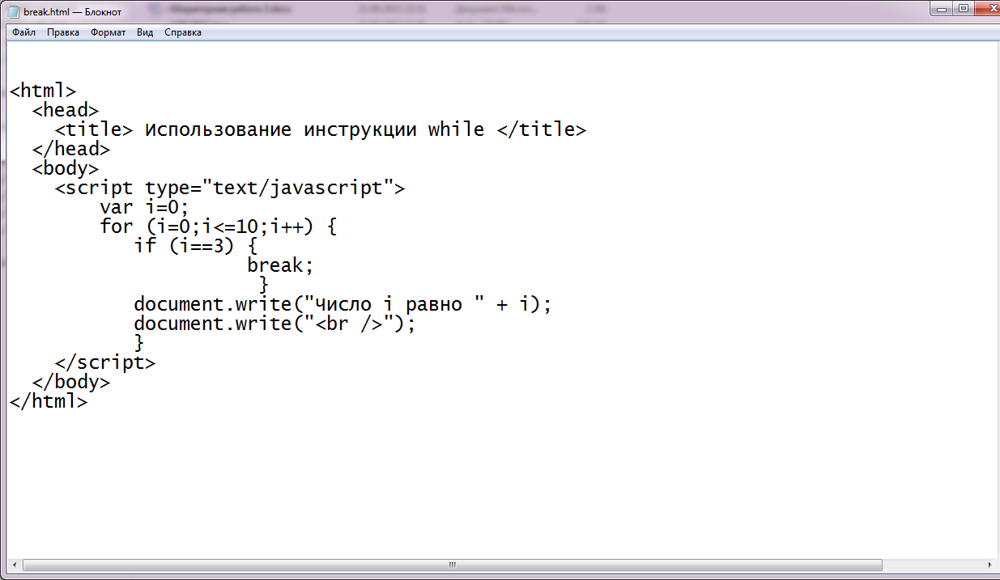 break.html — Блокнот
Файл Правка Формат Вид Справка
<html>
  <head>
    <title> Использование инструкции while </title>
  </head>
  <body>
    <script type="text/javascript">
        var i=0;
        for (i=0;i<=10;i++) {
           if (i==3) {
                     break;
                      }
           document.write("Число i равно " + i);
           document.write("<br />");
           }
    </script>
  </body>
</html>